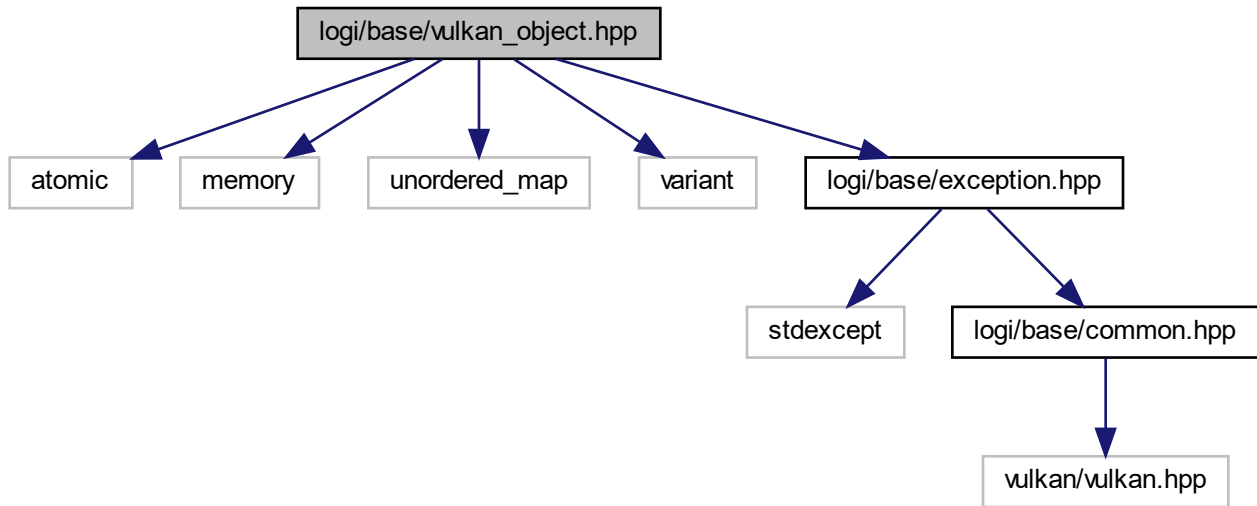 logi/base/vulkan_object.hpp
atomic
memory
unordered_map
variant
logi/base/exception.hpp
stdexcept
logi/base/common.hpp
vulkan/vulkan.hpp